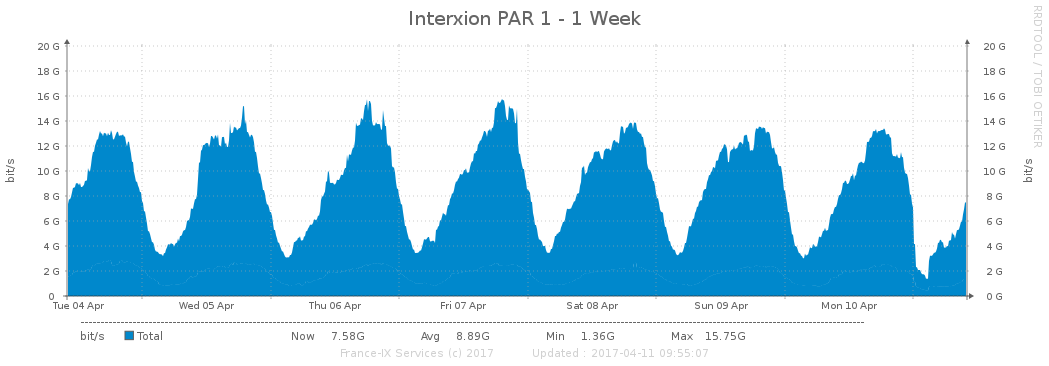 Interxion PAR 1 - 1 Week
RRDTOOL / TOBI OETIKER
20 G 20 G
18 G 18 G
16 G 16 G
14 G 14 G
12 G 12 G
10 G 10 G
8 G 8 G
6 G 6 G
4 G 4 G
2 G 2 G
0 0 G
bit/s bit/s
Tue 04 Apr Wed 05 Apr Thu 06 Apr Fri 07 Apr Sat 08 Apr Sun 09 Apr Mon 10 Apr
bit/s Total Now 7.58G Avg 8.89G Min 1.36G Max 15.75G
France-IX Services (c) 2017 Updated : 2017-04-11 09:55:07